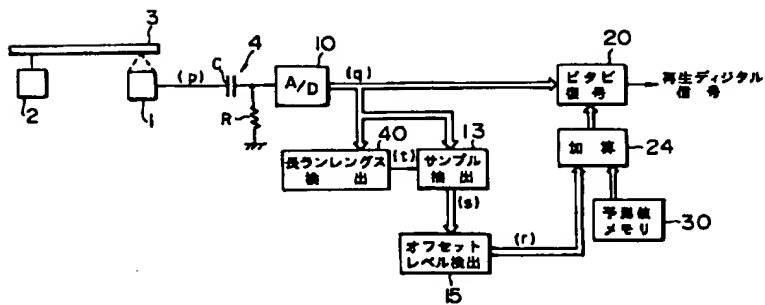 3
4
10
20
C
A/D
(p)
(q)
ビタビ
復号
再生ディジタル
信号
2
1
R
40
13
加算
24
長ランレングス
検出
(t)
サンプル
検出
(s)
予測値
メモリ
30
オフセット
レベル検出
(r)
15